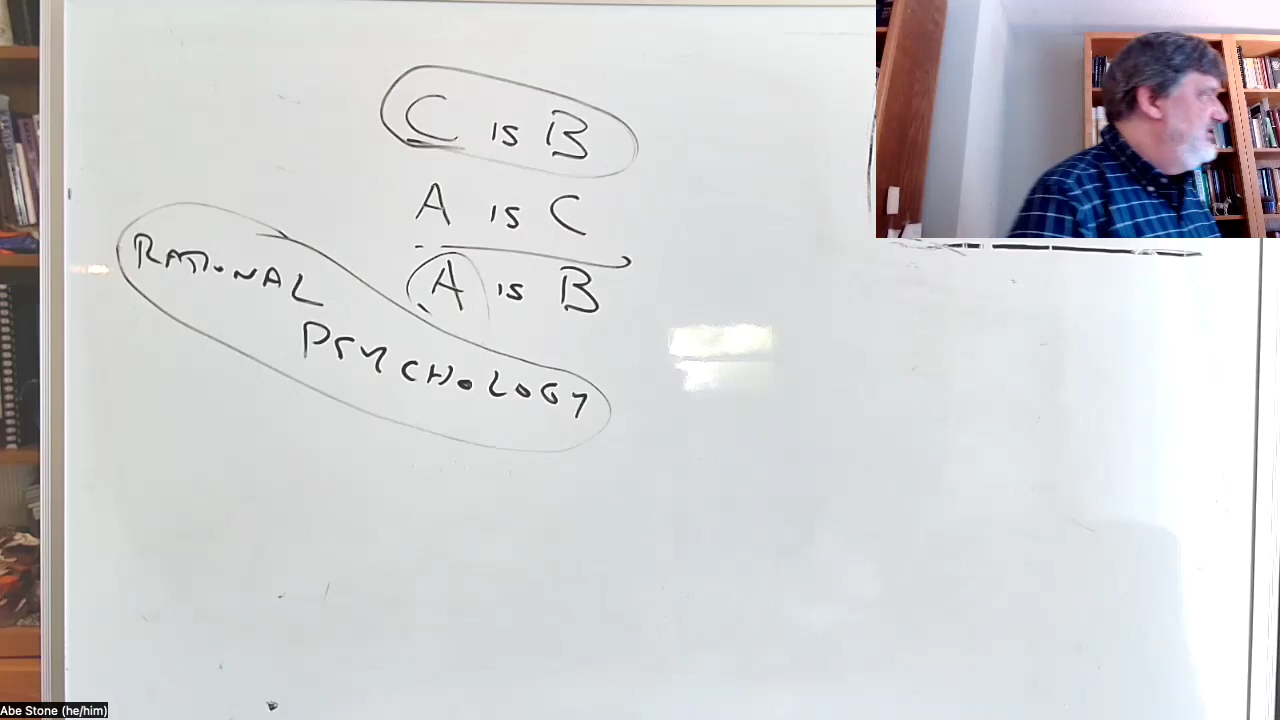 C is B
A is C
A is B
RATIONAL
PSYCHOLOGY
Abe Stone (he/him)